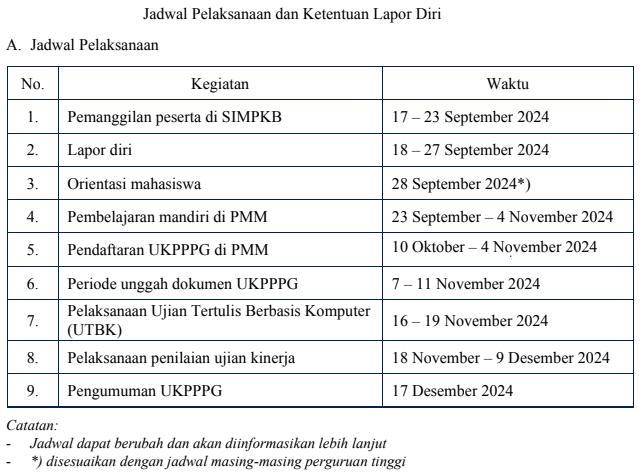 Jadwal Pelaksanaan dan Ketentuan Lapor Diri
A. Jadwal Pelaksanaan
No. Kegiatan Waktu
1. Pemanggilan peserta di SIMPKB 17 – 23 September 2024
2. Lapor diri 18 – 27 September 2024
3. Orientasi mahasiswa 28 September 2024*)
4. Pembelajaran mandiri di PMM 23 September – 4 November 2024
5. Pendaftaran UKPPPG di PMM 10 Oktober – 4 November 2024
6. Periode unggah dokumen UKPPPG 7 – 11 November 2024
7. Pelaksanaan Ujian Tertulis Berbasis Komputer
(UTBK) 16 – 19 November 2024
8. Pelaksanaan penilaian ujian kinerja 18 November – 9 Desember 2024
9. Pengumuman UKPPPG 17 Desember 2024
Catatan:
- Jadwal dapat berubah dan akan diinformasikan lebih lanjut
- *) disesuaikan dengan jadwal masing-masing perguruan tinggi